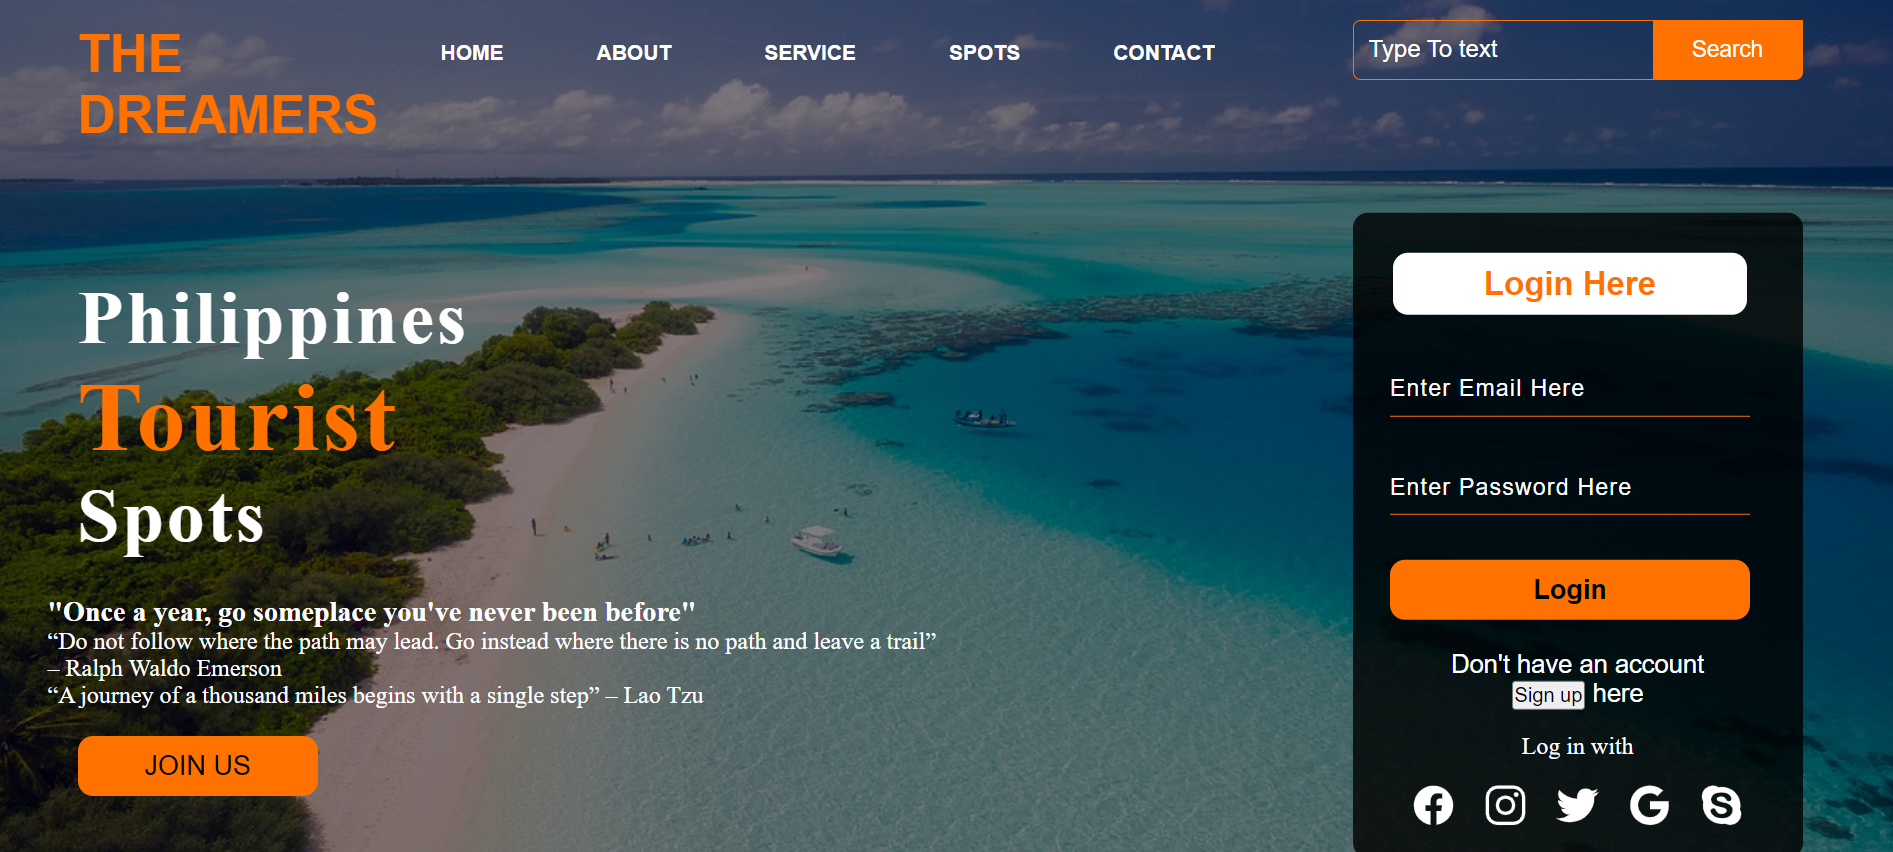 THE
DREAMERS
HOME
ABOUT
SERVICE
SPOTS
CONTACT
Type To text
Search
Philippines
Tourist
Spots
"Once a year, go someplace you've never been before"
“Do not follow where the path may lead. Go instead where there is no path and leave a trail”
– Ralph Waldo Emerson
“A journey of a thousand miles begins with a single step” – Lao Tzu
JOIN US
Login Here
Enter Email Here
Enter Password Here
Login
Don't have an account
Sign up here
Log in with